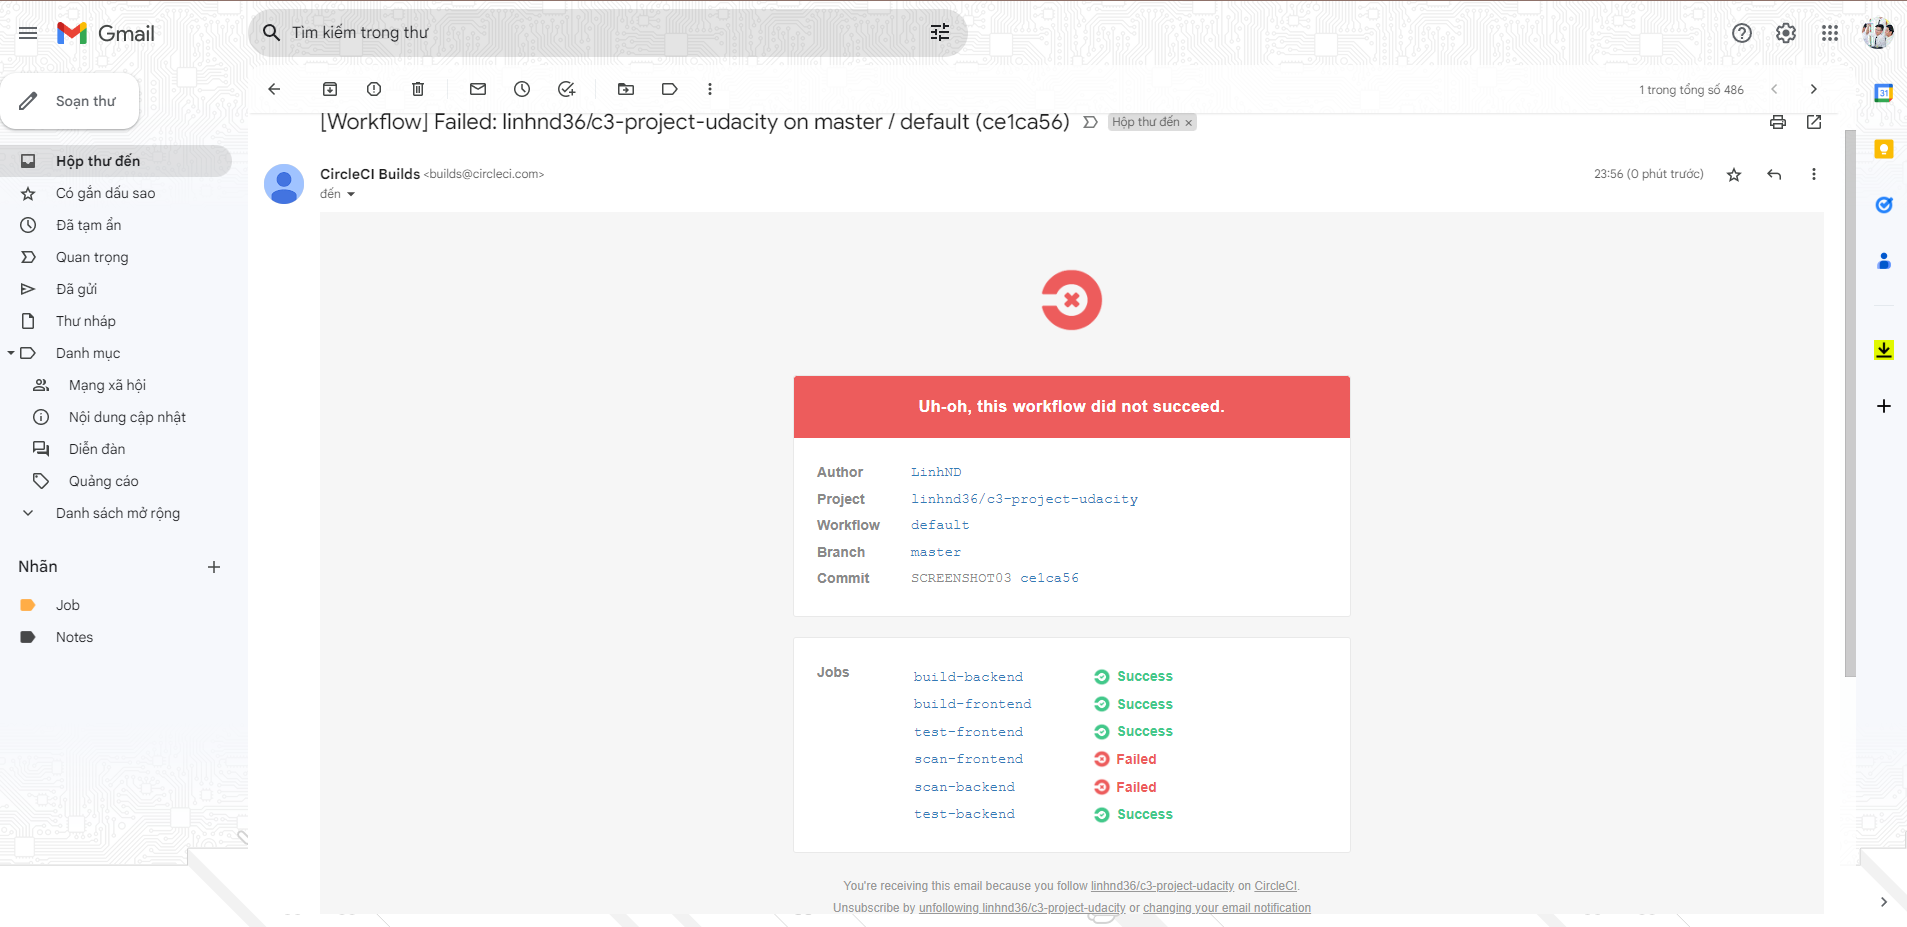 Gmail
Tìm kiếm trong thư
Soạn thư
1 trong tổng số 486
[Workflow] Failed: linhnd36/c3-project-udacity on master / default (ce1ca56)
Hộp thư đến ×
Hộp thư đến
Có gắn dấu sao
Đã tạm ẩn
Quan trọng
Đã gửi
Thư nháp
Danh mục
Mạng xã hội
Nội dung cập nhật
Diễn đàn
Quảng cáo
Danh sách mở rộng
Nhãn
Job
Notes
CircleCI Builds <builds@circleci.com>
23:56 (0 phút trước)
đến
Uh-oh, this workflow did not succeed.
Author LinhND
Project linhnd36/c3-project-udacity
Workflow default
Branch master
Commit SCREENSHOT03 ce1ca56
Jobs
build-backend Success
build-frontend Success
test-frontend Success
scan-frontend Failed
scan-backend Failed
test-backend Success
You're receiving this email because you follow linhnd36/c3-project-udacity on CircleCI.
Unsubscribe by unfollowing linhnd36/c3-project-udacity or changing your email notification
31